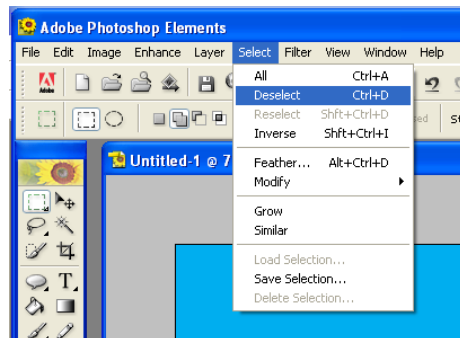 Adobe Photoshop Elements
File Edit Image Enhance Layer Select Filter View Window Help
Adobe
All Ctrl+A
Deselect Ctrl+D
Reselect Shft+Ctrl+D
Inverse Shft+Ctrl+I
Feather... Alt+Ctrl+D
Modify
Grow
Similar
Load Selection...
Save Selection...
Delete Selection...
Untitled-1 @ 7
T